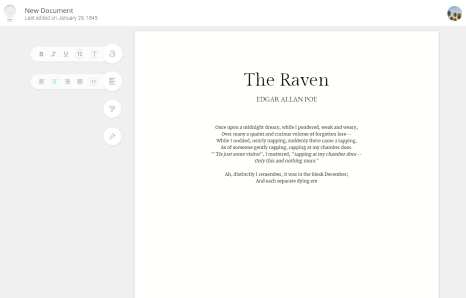 New Document
Last edited on January 29, 1845
B I U 12 T a
The Raven
EDGAR ALLAN POE
Once upon a midnight dreary, while I pondered, weak and weary,
Over many a quaint and curious volume of forgotten lore—
While I nodded, nearly napping, suddenly there came a tapping,
As of someone gently rapping, rapping at my chamber door.
"'Tis just some visitor", I muttered, "tapping at my chamber door—
Only this and nothing more."
Ah, distinctly I remember, it was in the bleak December;
And each separate dying em